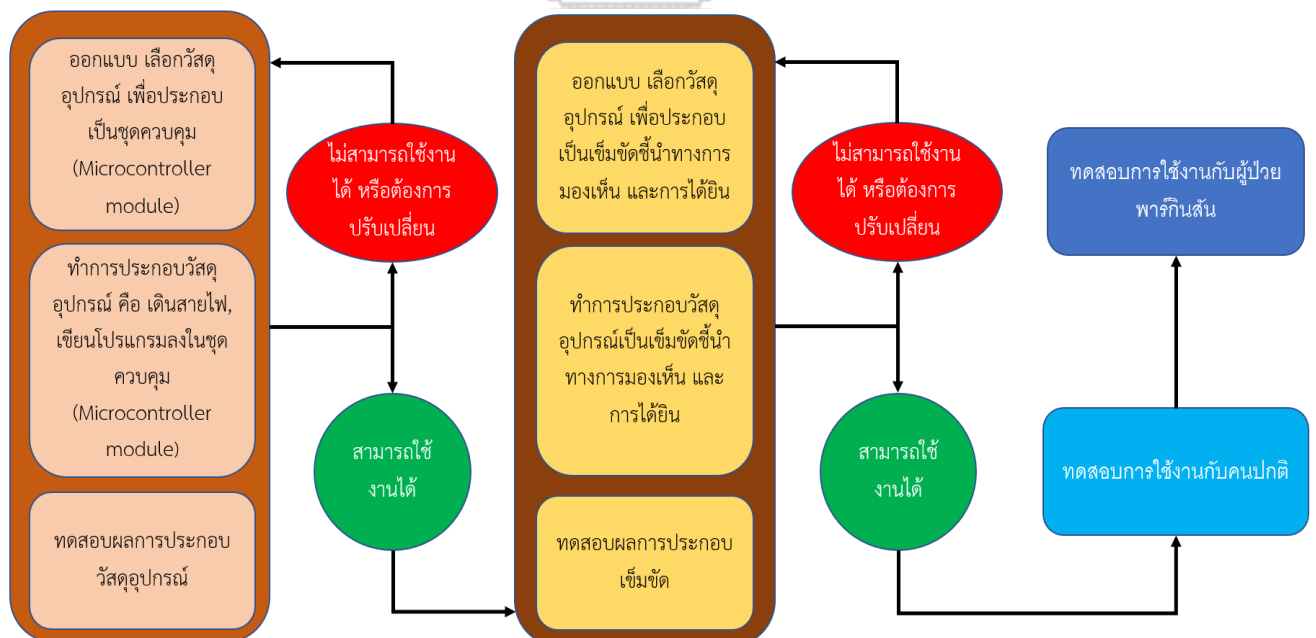 ออกแบบ เลือกวัสดุ
อุปกรณ์ เพื่อประกอบ
เป็นชุดควบคุม
(Microcontroller
module)
ทำการประกอบวัสดุ
อุปกรณ์ คือ เดินสายไฟ,
เขียนโปรแกรมลงในชุด
ควบคุม
(Microcontroller
module)
ทดสอบผลการประกอบ
วัสดุอุปกรณ์
ไม่สามารถใช้งาน
ได้ หรือต้องการ
ปรับเปลี่ยน
สามารถใช้
งานได้
ออกแบบ เลือกวัสดุ
อุปกรณ์ เพื่อประกอบ
เป็นเข็มขัดชี้นำทางการ
มองเห็น และการได้ยิน
ทำการประกอบวัสดุ
อุปกรณ์เป็นเข็มขัดชี้นำ
ทางการมองเห็น และ
การได้ยิน
ทดสอบผลการประกอบ
เข็มขัด
ไม่สามารถใช้งาน
ได้ หรือต้องการ
ปรับเปลี่ยน
สามารถใช้
งานได้
ทดสอบการใช้งานกับผู้ป่วย
พาร์กินสัน
ทดสอบการใช้งานกับคนปกติ